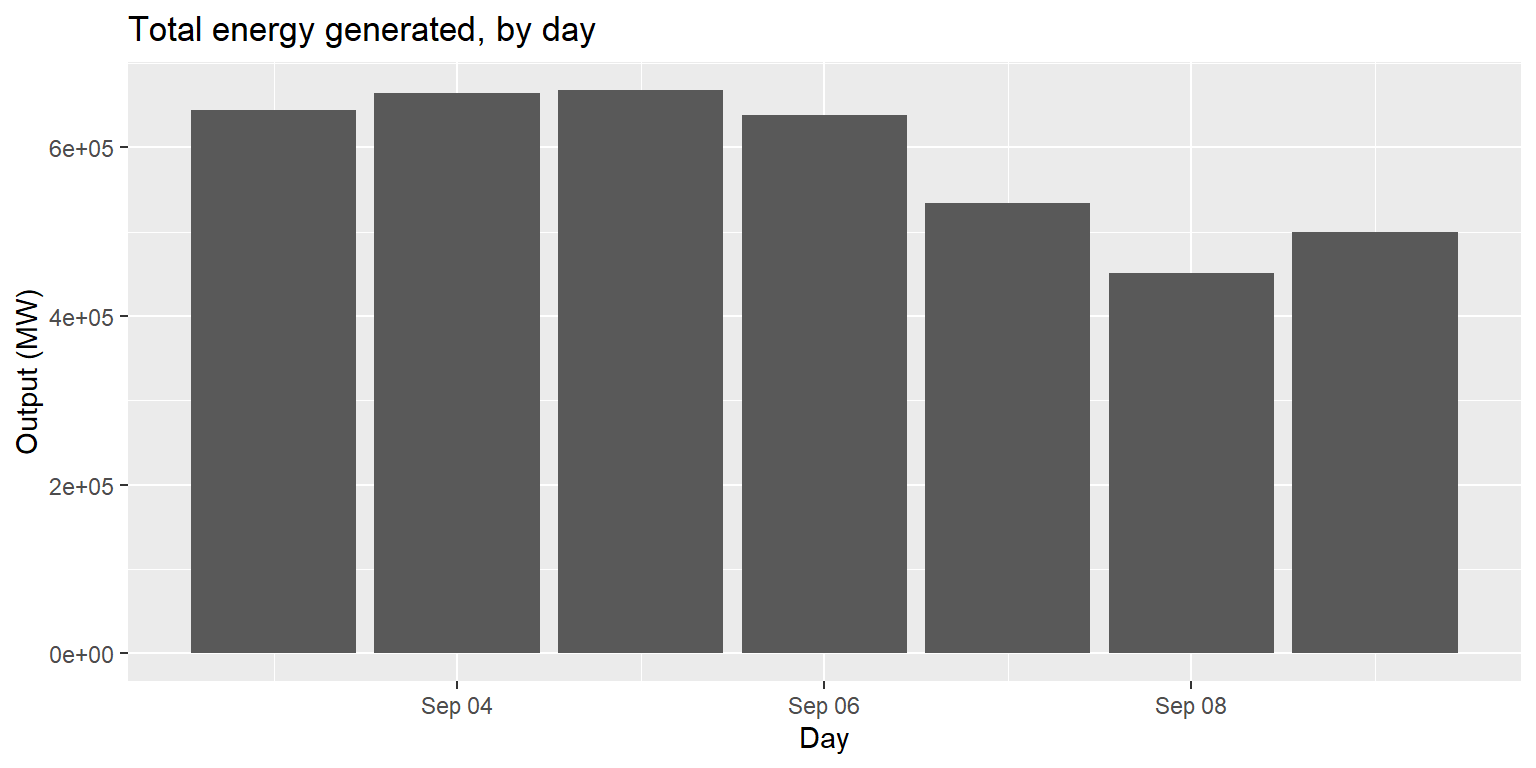 Total energy generated, by day
Output (MW)
6e+05
4e+05
2e+05
0e+00
Sep 04
Sep 06
Sep 08
Day